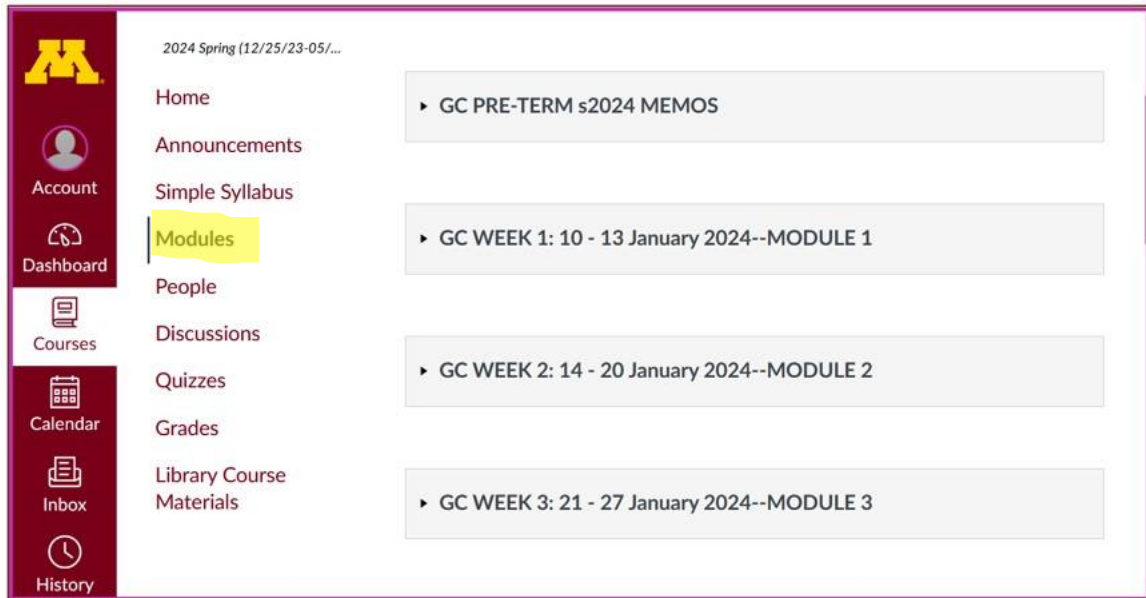 M
Account
Dashboard
Courses
Calendar
Inbox
History
2024 Spring (12/25/23-05/...
Home
Announcements
Simple Syllabus
Modules
People
Discussions
Quizzes
Grades
Library Course
Materials
GC PRE-TERM s2024 MEMOS
GC WEEK 1: 10 - 13 January 2024--MODULE 1
GC WEEK 2: 14 - 20 January 2024--MODULE 2
GC WEEK 3: 21 - 27 January 2024--MODULE 3